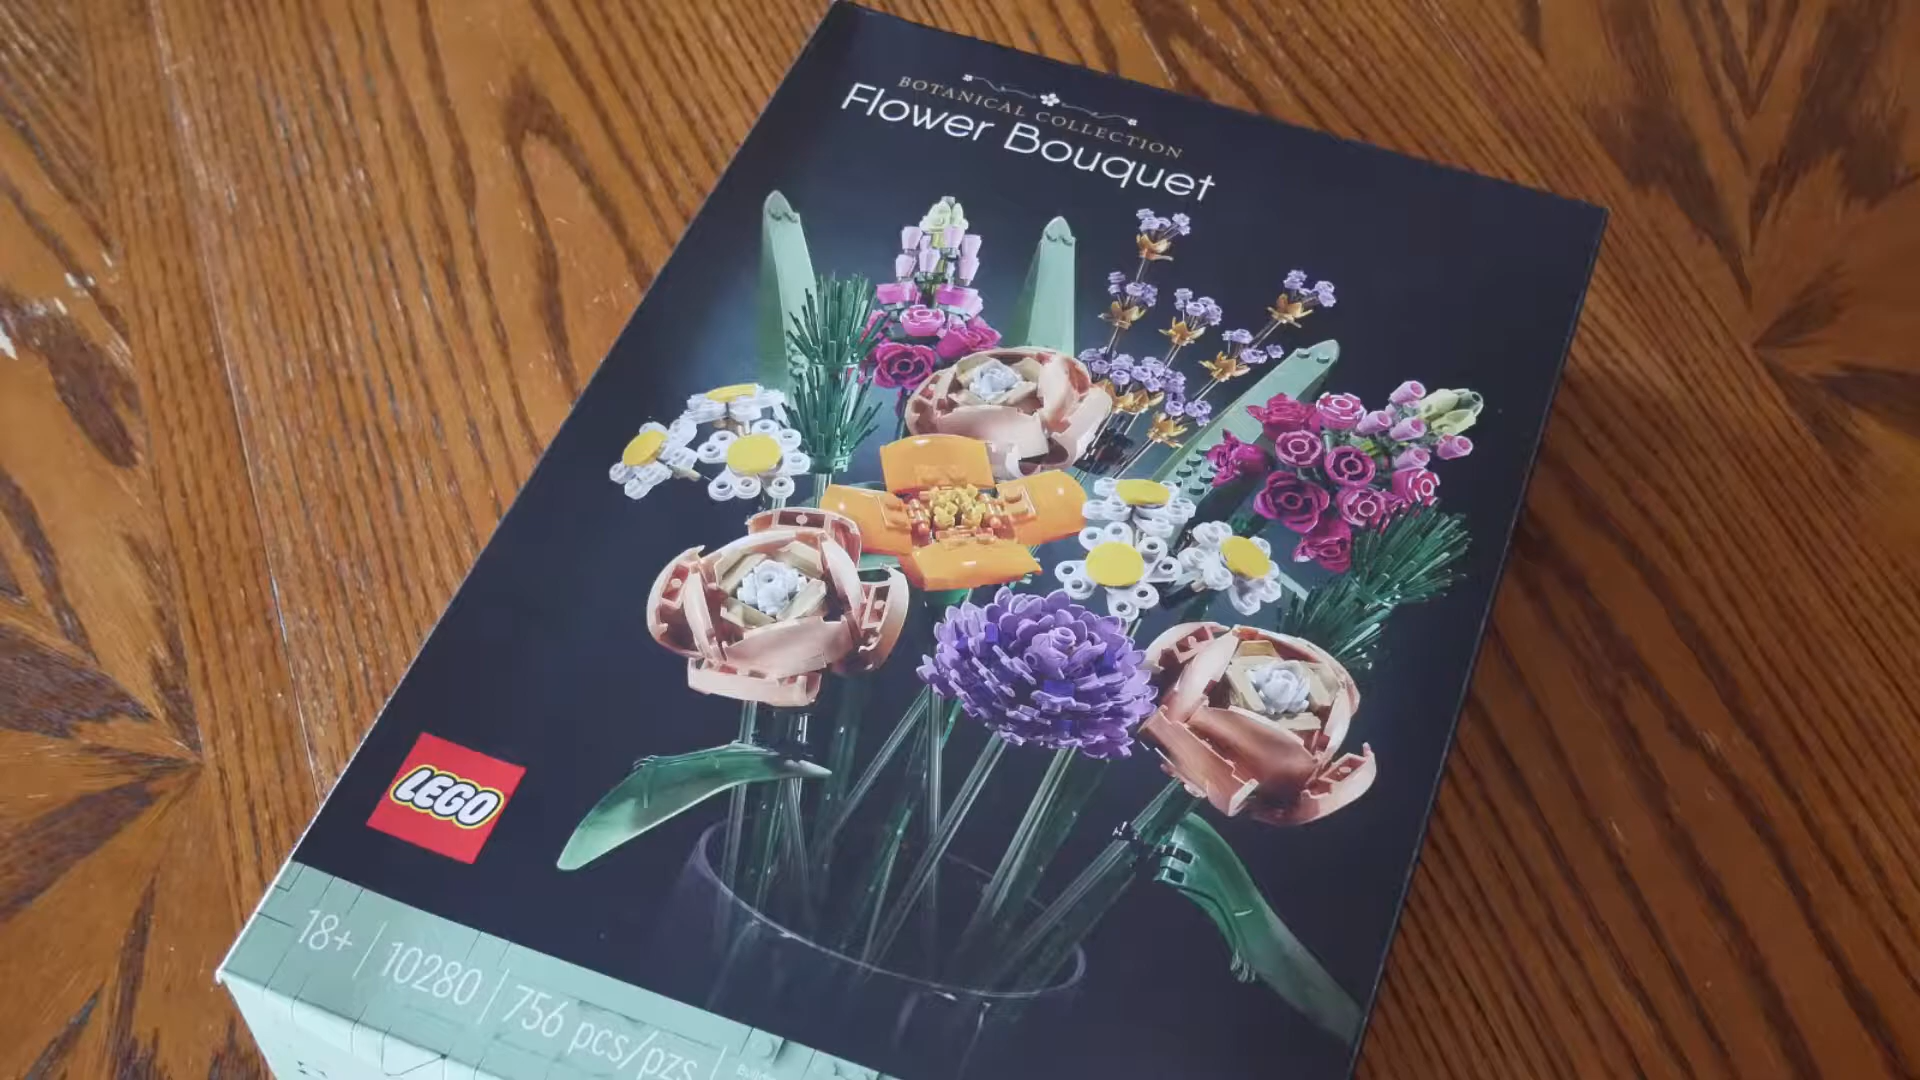 BOTANICAL COLLECTION
Flower Bouquet
LEGO
18+ | 10280 | 756 pcs/pzs